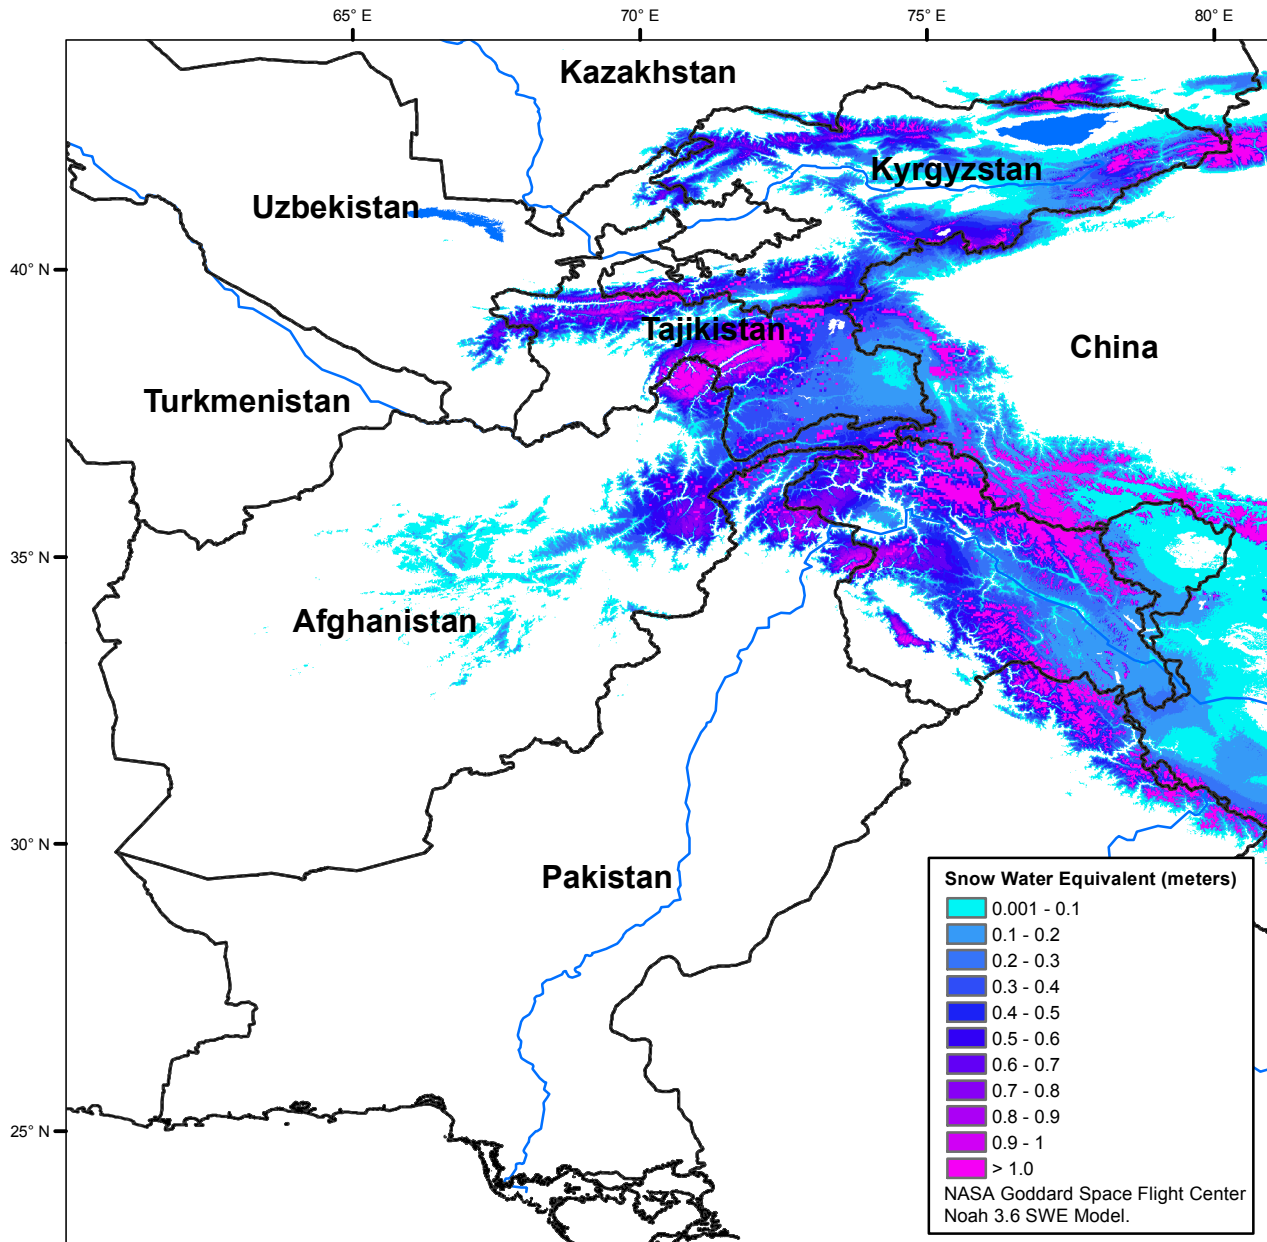 65° E
70° E
75° E
80° E
Kazakhstan
Kyrgyzstan
Uzbekistan
40° N
Tajikistan
China
Turkmenistan
35° N
Afghanistan
30° N
Pakistan
25° N
Snow Water Equivalent (meters)
0.001 - 0.1
0.1 - 0.2
0.2 - 0.3
0.3 - 0.4
0.4 - 0.5
0.5 - 0.6
0.6 - 0.7
0.7 - 0.8
0.8 - 0.9
0.9 - 1
> 1.0
NASA Goddard Space Flight Center
Noah 3.6 SWE Model.